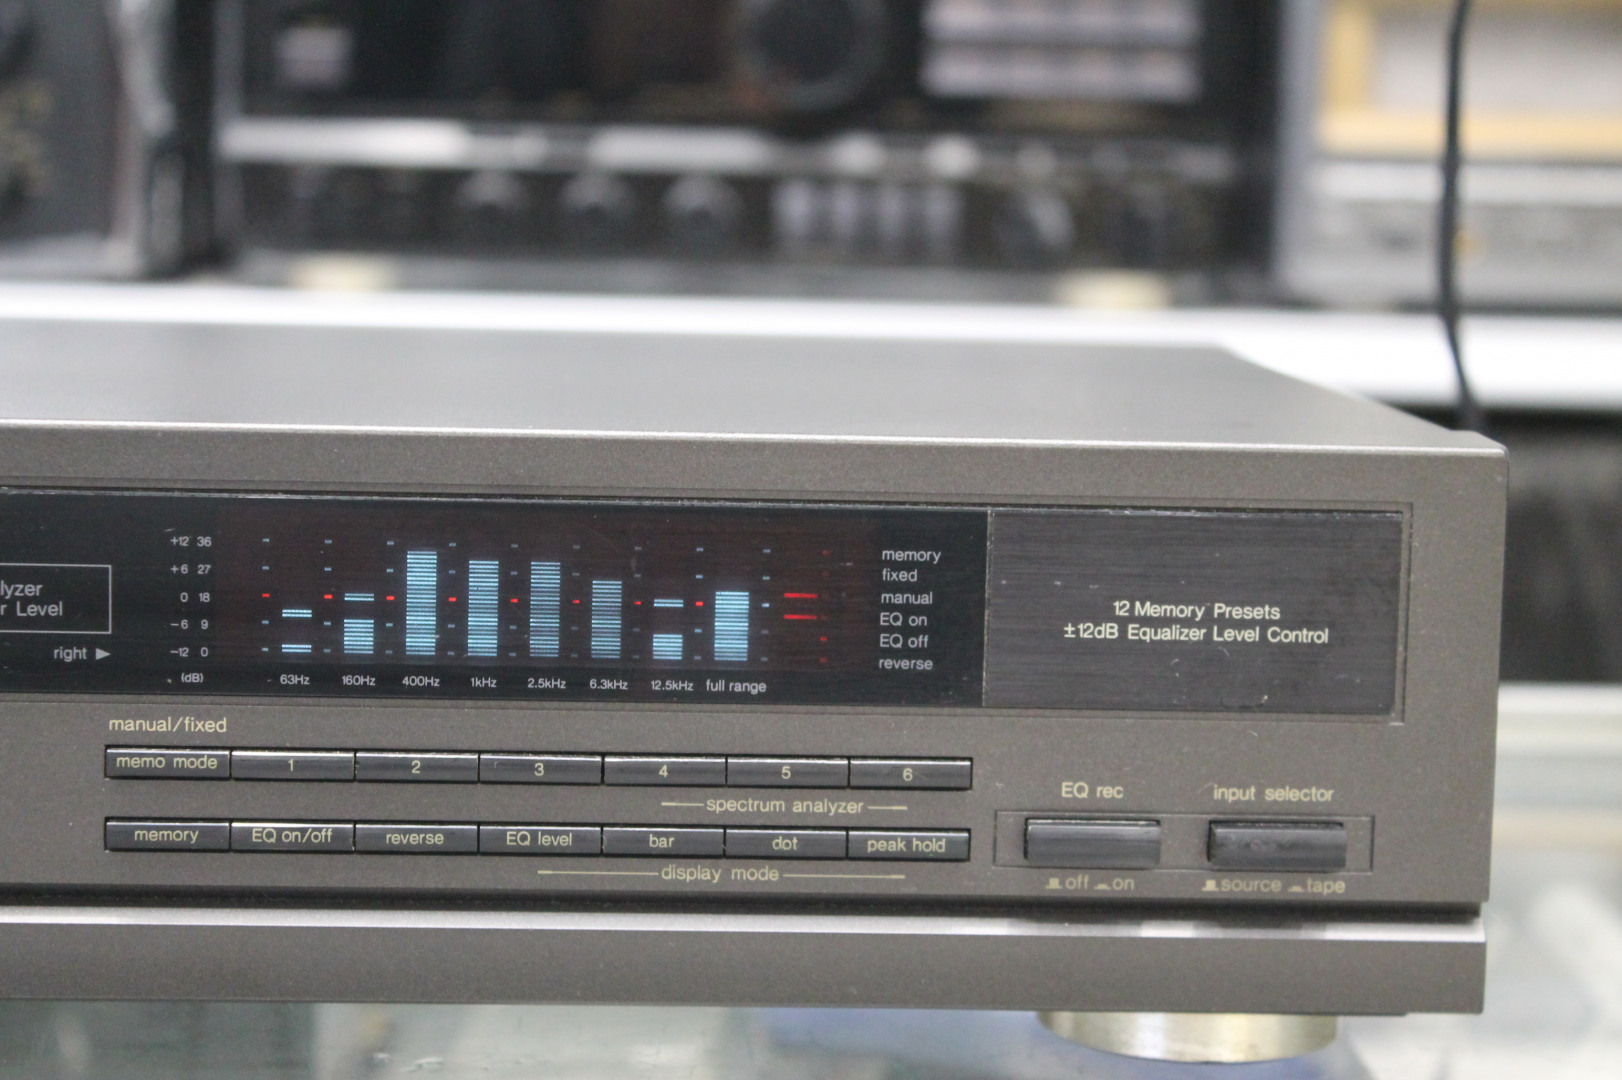 lyzer
r Level
right ▶
+12 36
+6 27
0 18
−6 9
−12 0
(dB)
63Hz 160Hz 400Hz 1kHz 2.5kHz 6.3kHz 12.5kHz full range
memory
fixed
manual
EQ on
EQ off
reverse
12 Memory Presets
±12dB Equalizer Level Control
manual/fixed
memo mode 1 2 3 4 5 6
spectrum analyzer
memory EQ on/off reverse EQ level bar dot peak hold
display mode
EQ rec input selector
off on source tape